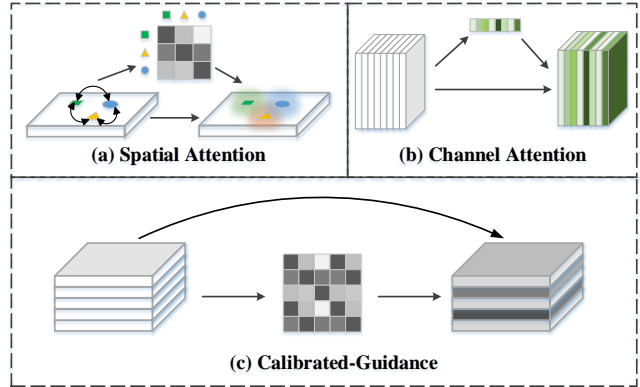 (a) Spatial Attention
(b) Channel Attention
(c) Calibrated-Guidance